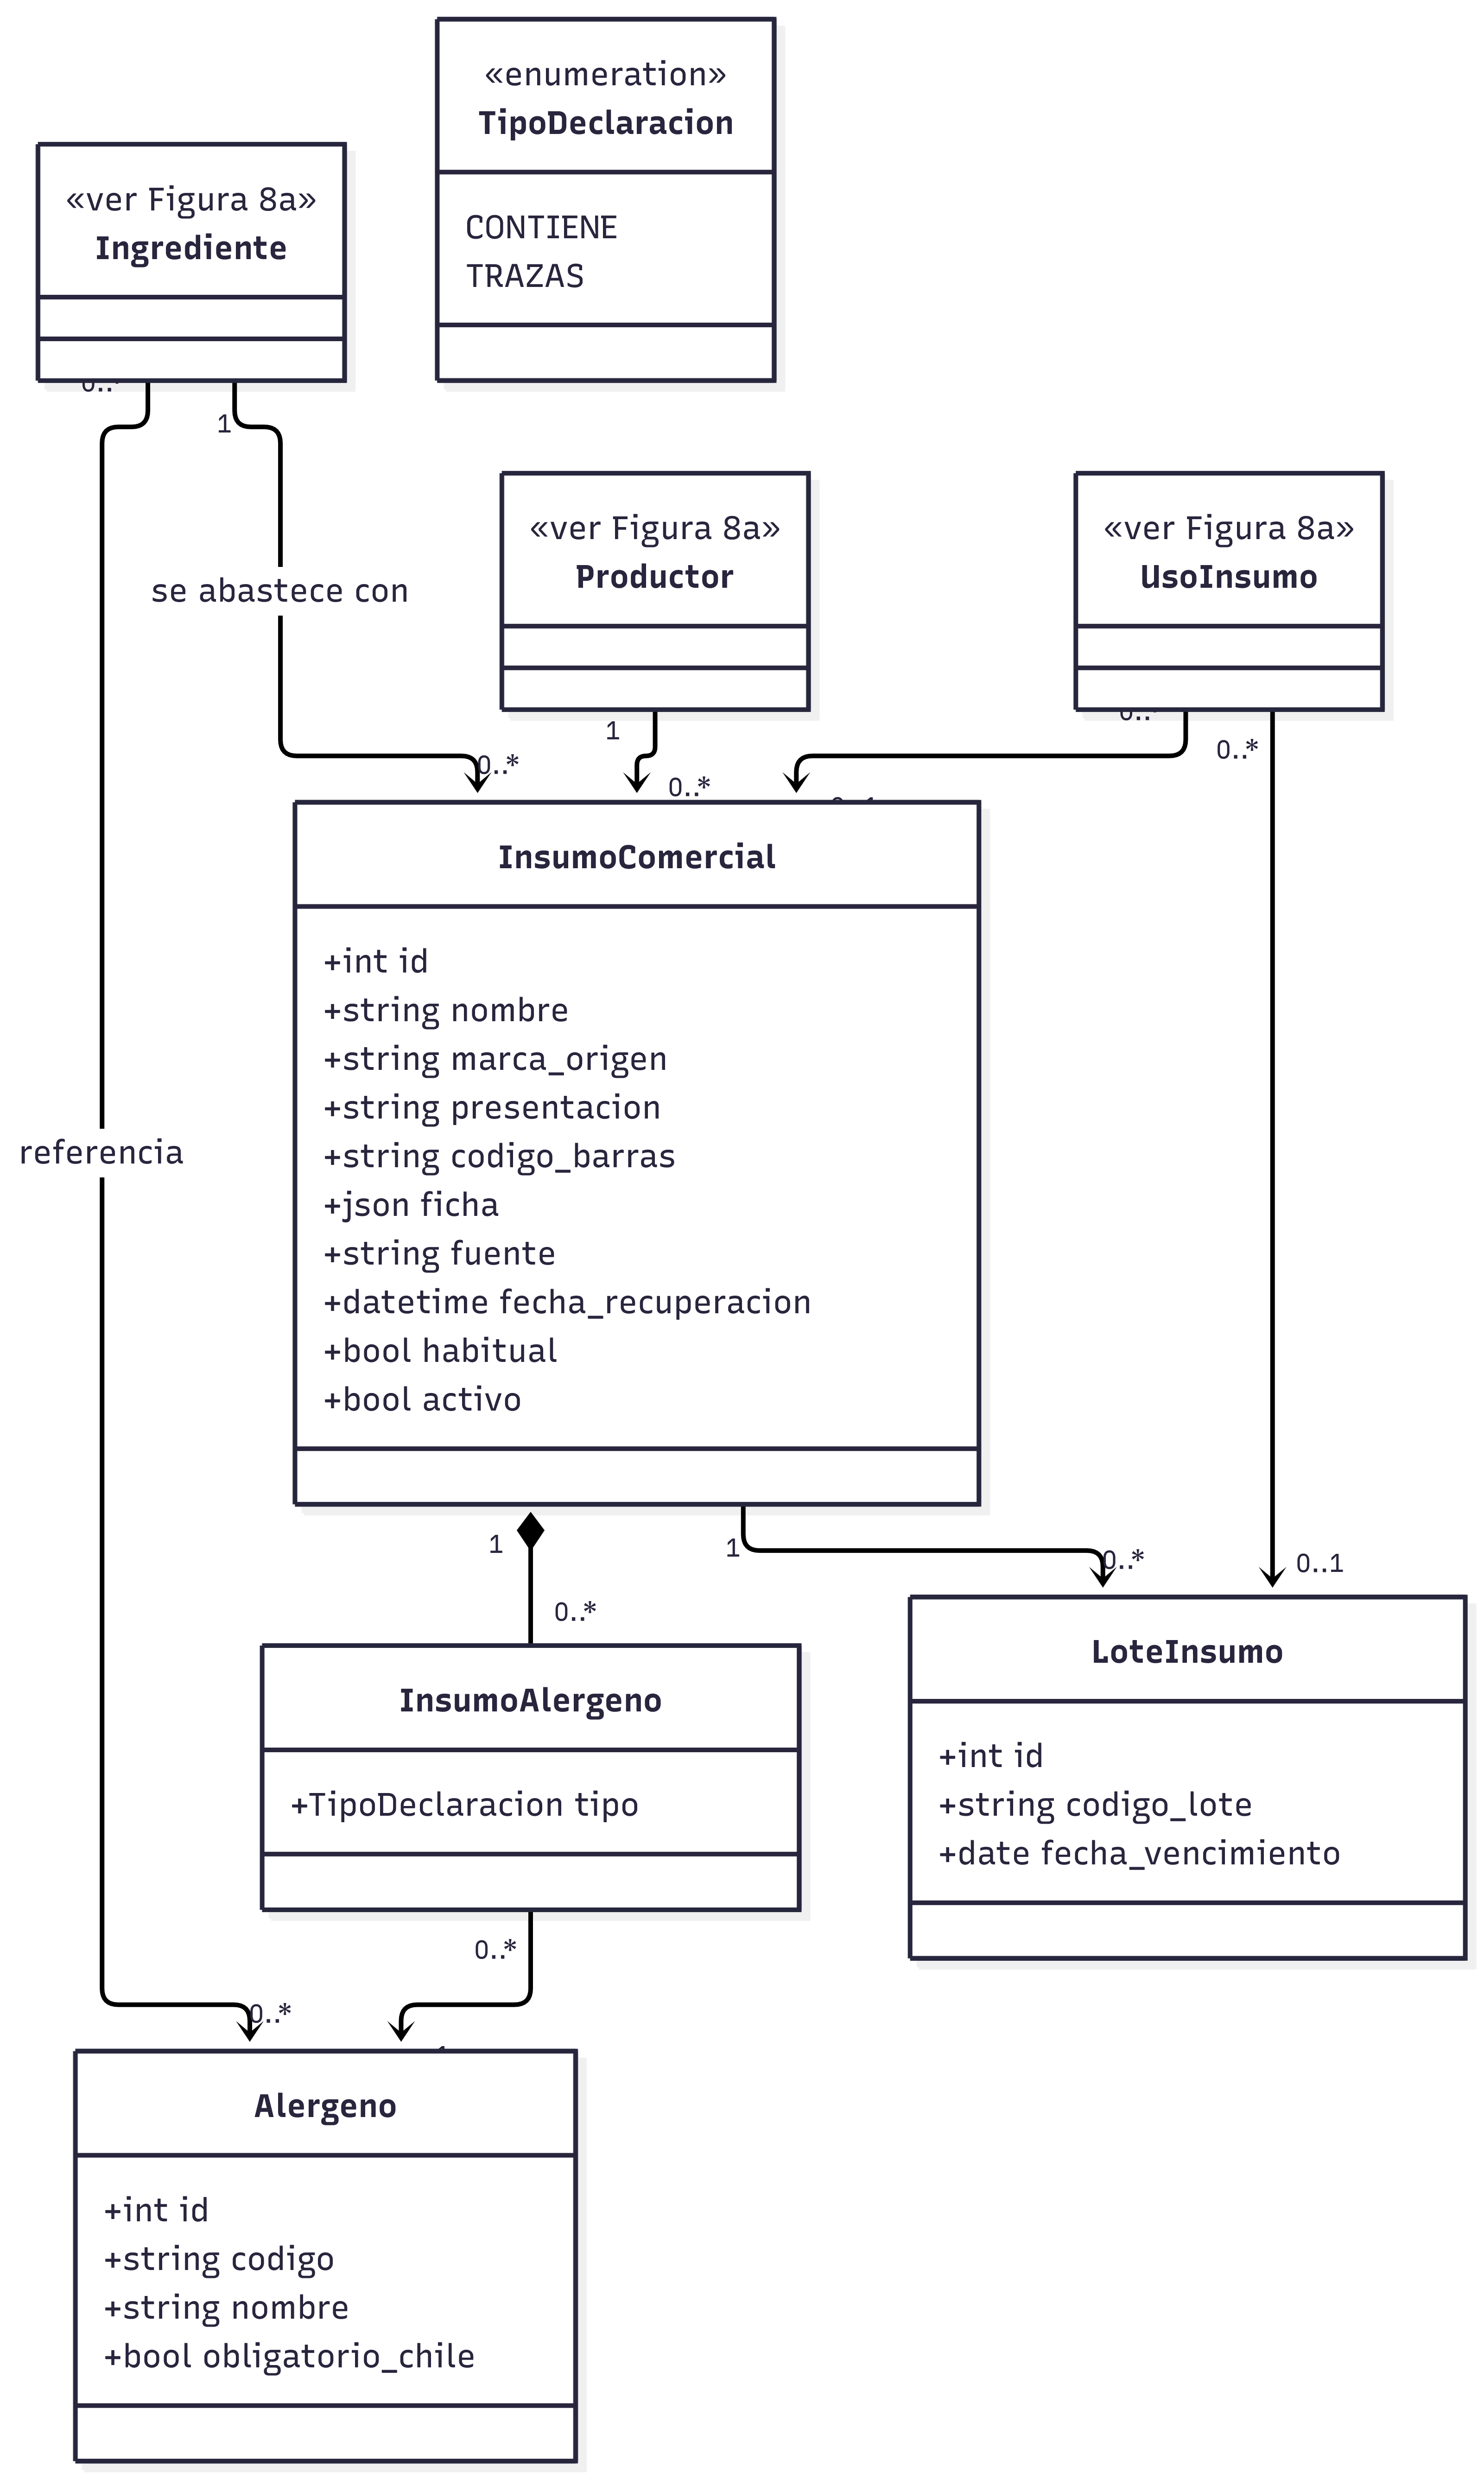 «enumeration»
TipoDeclaracion
CONTIENE
TRAZAS
«ver Figura 8a»
Ingrediente
1
se abastece con
«ver Figura 8a»
Productor
«ver Figura 8a»
UsoInsumo
1
0..*
0..*
0..*
InsumoComercial
+int id
+string nombre
+string marca_origen
+string presentacion
+string codigo_barras
+json ficha
+string fuente
+datetime fecha_recuperacion
+bool habitual
+bool activo
referencia
1
1
0..*
0..1
0..*
InsumoAlergeno
+TipoDeclaracion tipo
LoteInsumo
+int id
+string codigo_lote
+date fecha_vencimiento
0..*
0..*
Alergeno
+int id
+string codigo
+string nombre
+bool obligatorio_chile